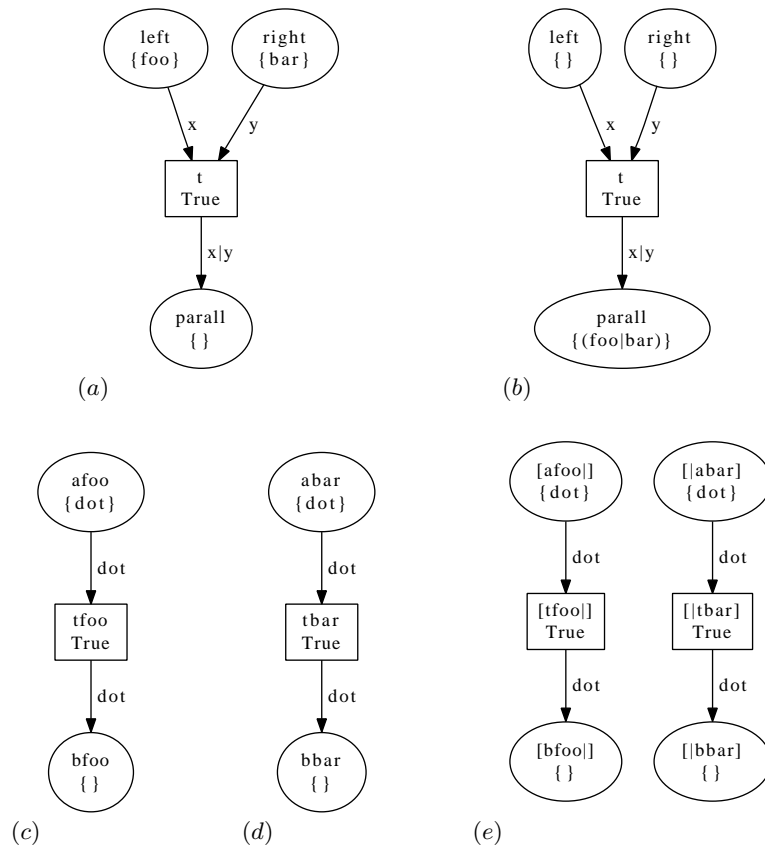 left
{foo}
right
{bar}
x
y
t
True
x|y
parall
{}
(a)
left
{}
right
{}
x
y
t
True
x|y
parall
{(foo|bar)}
(b)
afoo
{dot}
dot
tfoo
True
dot
bfoo
{}
(c)
abar
{dot}
dot
tbar
True
dot
bbar
{}
(d)
[afoo|]
{dot}
dot
[tfoo|]
True
dot
[bfoo|]
{}
[|abar]
{dot}
dot
[|tbar]
True
dot
[|bbar]
{}
(e)